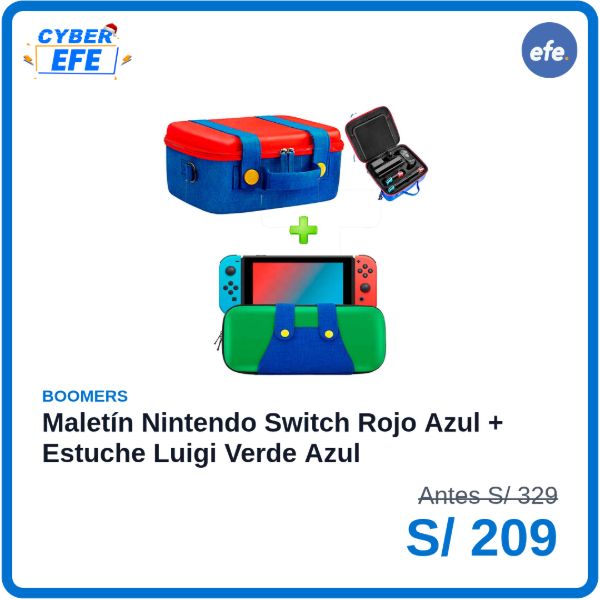 CYBER
EFE
efe.
BOOMERS
Maletín Nintendo Switch Rojo Azul +
Estuche Luigi Verde Azul
Antes S/ 329
S/ 209